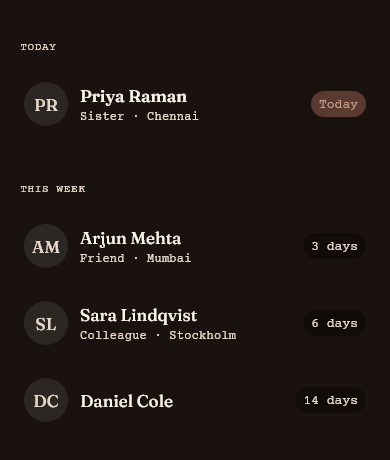 TODAY
PR
Priya Raman
Sister · Chennai
Today
THIS WEEK
AM
Arjun Mehta
Friend · Mumbai
3 days
SL
Sara Lindqvist
Colleague · Stockholm
6 days
DC
Daniel Cole
14 days